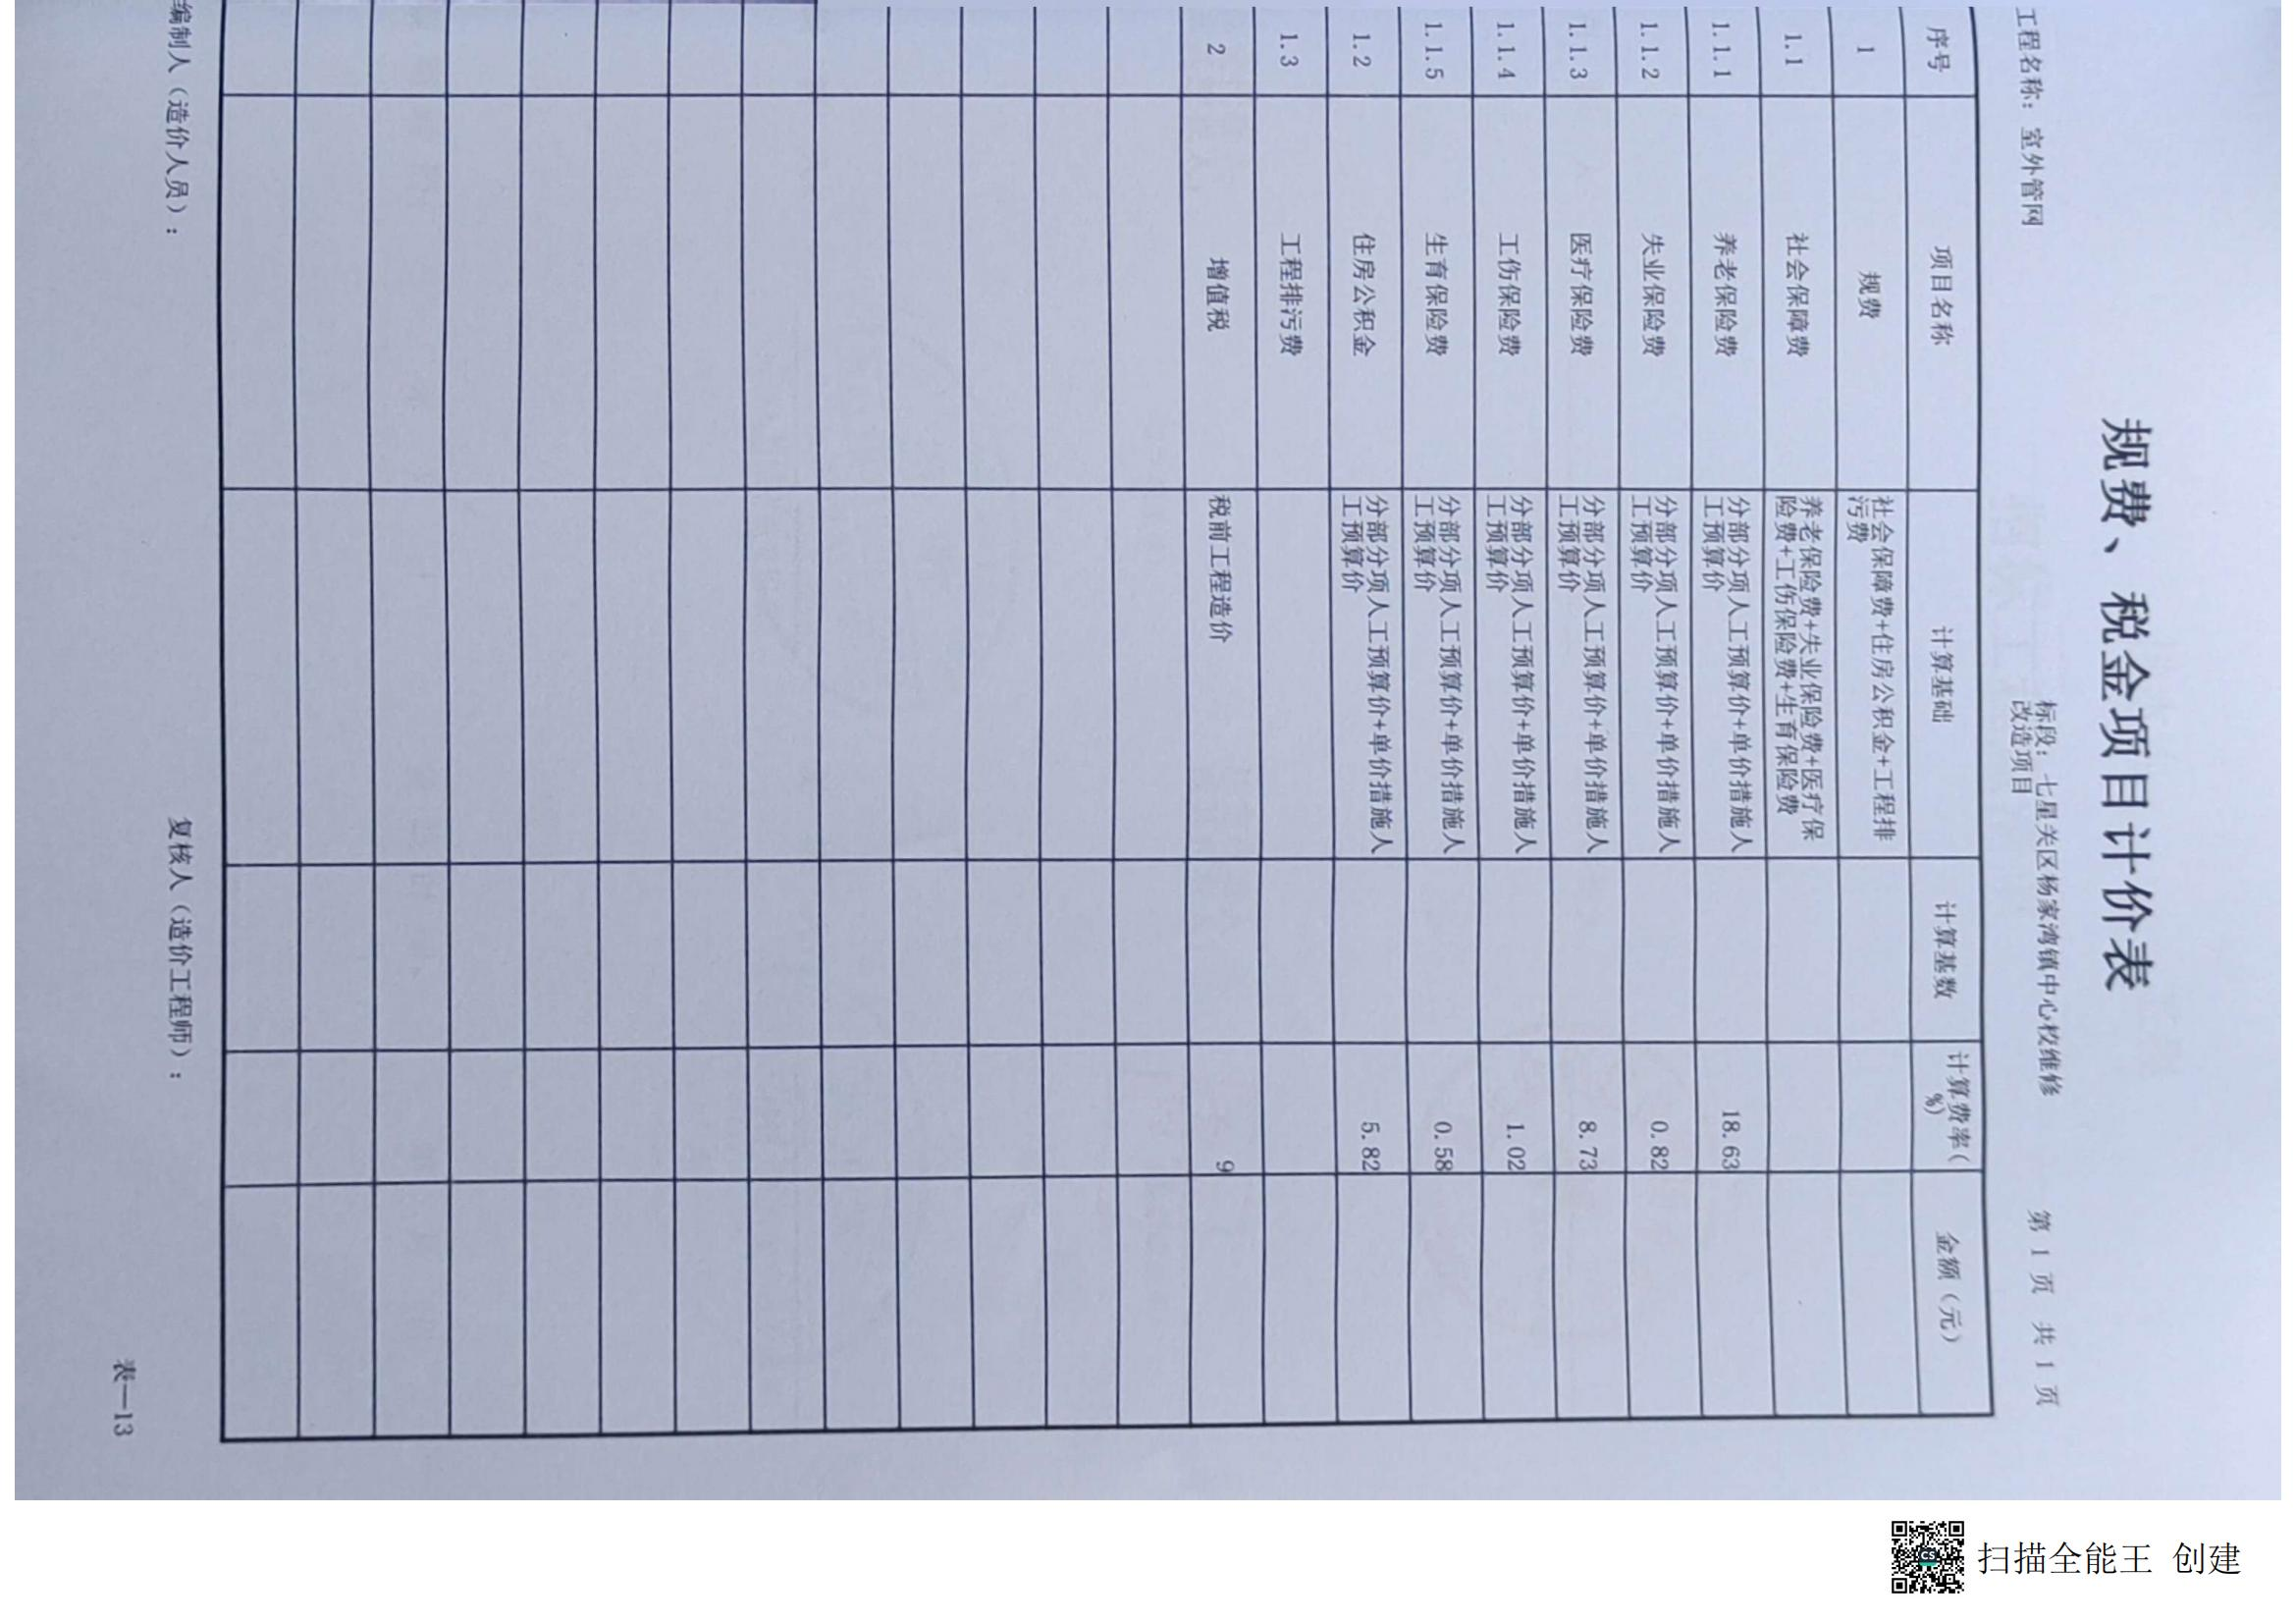 规费、税金项目计价表
工程名称：室外管网
标段：七星关区杨家湾镇中心校维修
改造项目
第 1 页 共 1 页
序号 项目名称 计算基础 计算基数 计算费率(
%) 金额（元）
1 规费 社会保障费+住房公积金+工程排
污费
1.1 社会保障费 养老保险费+失业保险费+医疗保
险费+工伤保险费+生育保险费
1.1.1 养老保险费 分部分项人工预算价+单价措施人
工预算价 18.63
1.1.2 失业保险费 分部分项人工预算价+单价措施人
工预算价 0.82
1.1.3 医疗保险费 分部分项人工预算价+单价措施人
工预算价 8.73
1.1.4 工伤保险费 分部分项人工预算价+单价措施人
工预算价 1.02
1.1.5 生育保险费 分部分项人工预算价+单价措施人
工预算价 0.58
1.2 住房公积金 分部分项人工预算价+单价措施人
工预算价 5.82
1.3 工程排污费
2 增值税 税前工程造价 9
编制人（造价人员）：
复核人（造价工程师）：
表—13
扫描全能王 创建